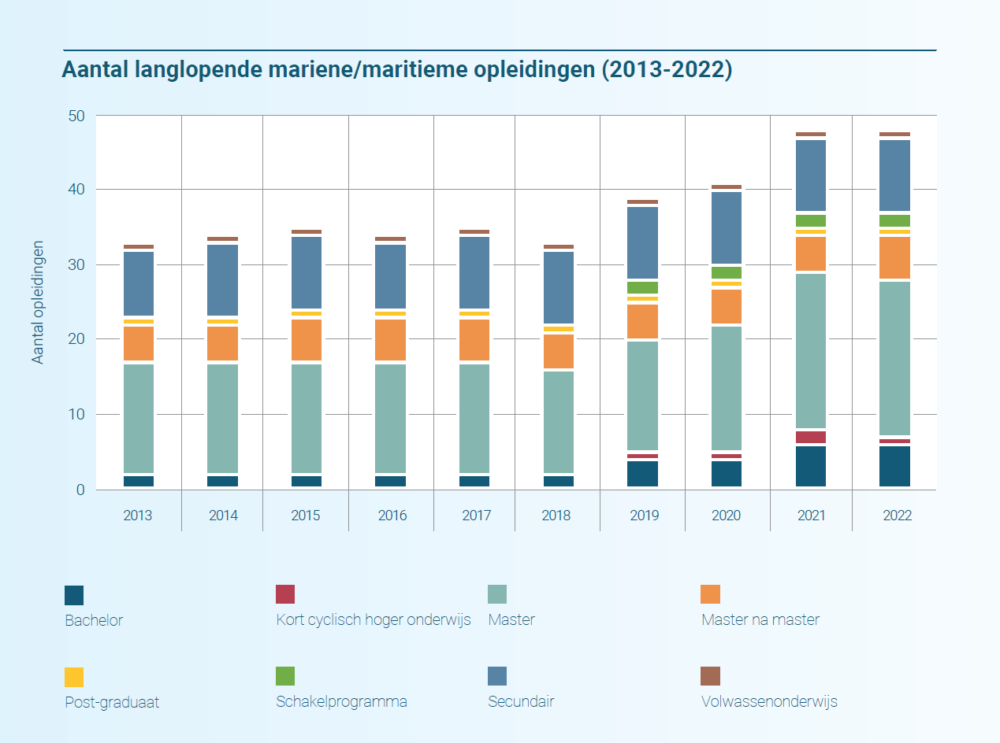 Aantal langlopende mariene/maritieme opleidingen (2013-2022)
Aantal opleidingen
50
40
30
20
10
0
2013 2014 2015 2016 2017 2018 2019 2020 2021 2022
Bachelor Kort cyclisch hoger onderwijs Master Master na master
Post-graduaat Schakelprogramma Secundair Volwassenonderwijs